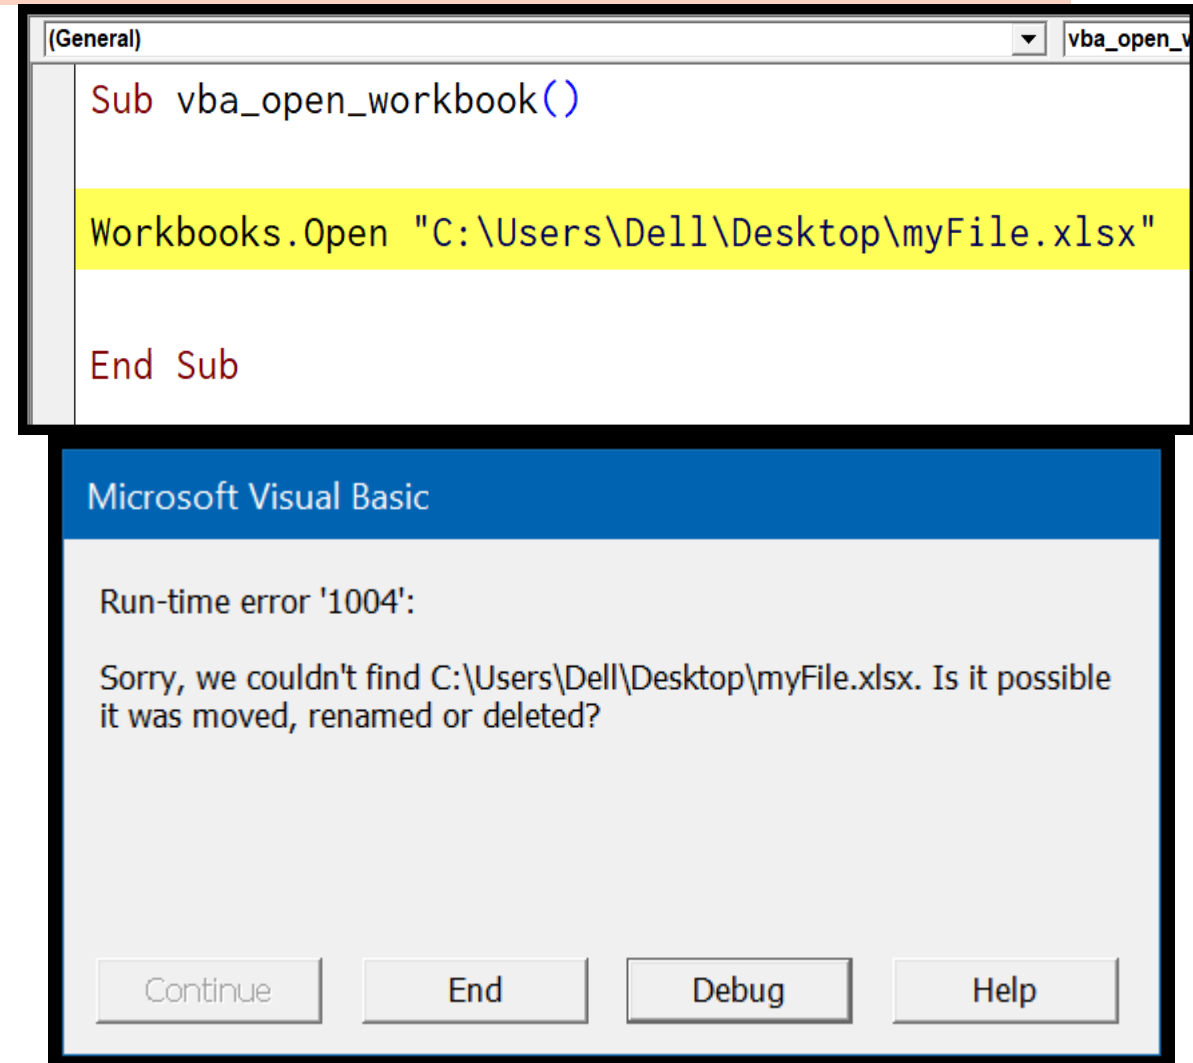 (General) vba_open_w
Sub vba_open_workbook()
Workbooks.Open "C:\Users\Dell\Desktop\myFile.xlsx"
End Sub
Microsoft Visual Basic
Run-time error '1004':
Sorry, we couldn't find C:\Users\Dell\Desktop\myFile.xlsx. Is it possible
it was moved, renamed or deleted?
Continue End Debug Help